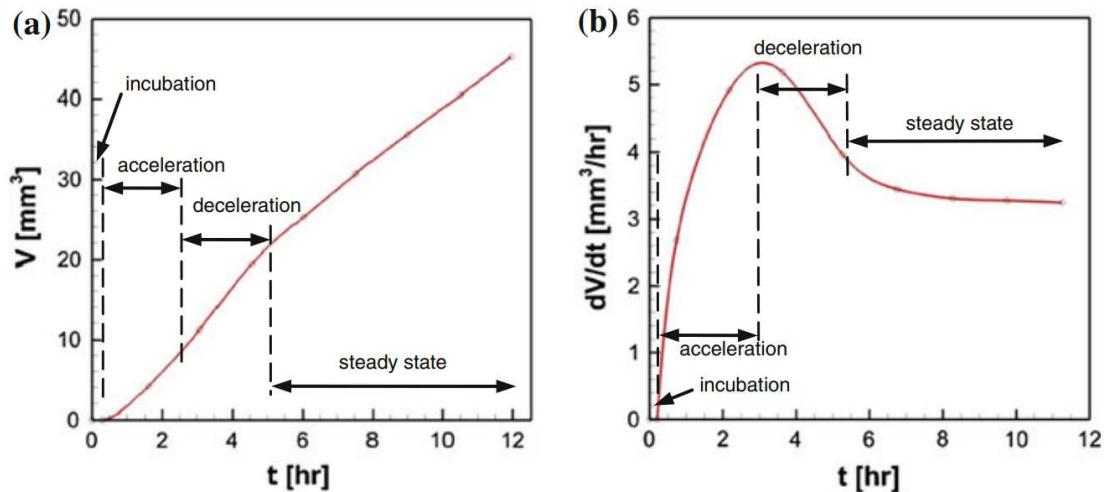 (a)
50
40
30
20
10
0
V [mm³]
incubation
acceleration
deceleration
steady state
0 2 4 6 8 10 12
t [hr]
(b)
6
5
4
3
2
1
0
dV/dt [mm³/hr]
deceleration
steady state
acceleration
incubation
0 2 4 6 8 10 12
t [hr]